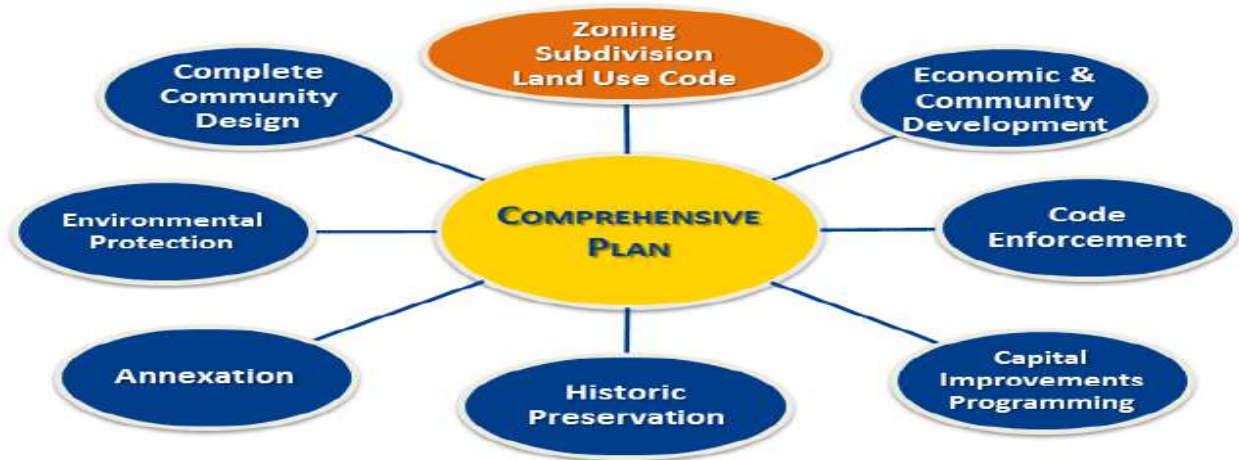 Zoning
Subdivision
Land Use Code
Complete
Community
Design
Economic &
Community
Development
Environmental
Protection
COMPREHENSIVE
PLAN
Code
Enforcement
Annexation
Historic
Preservation
Capital
Improvements
Programming